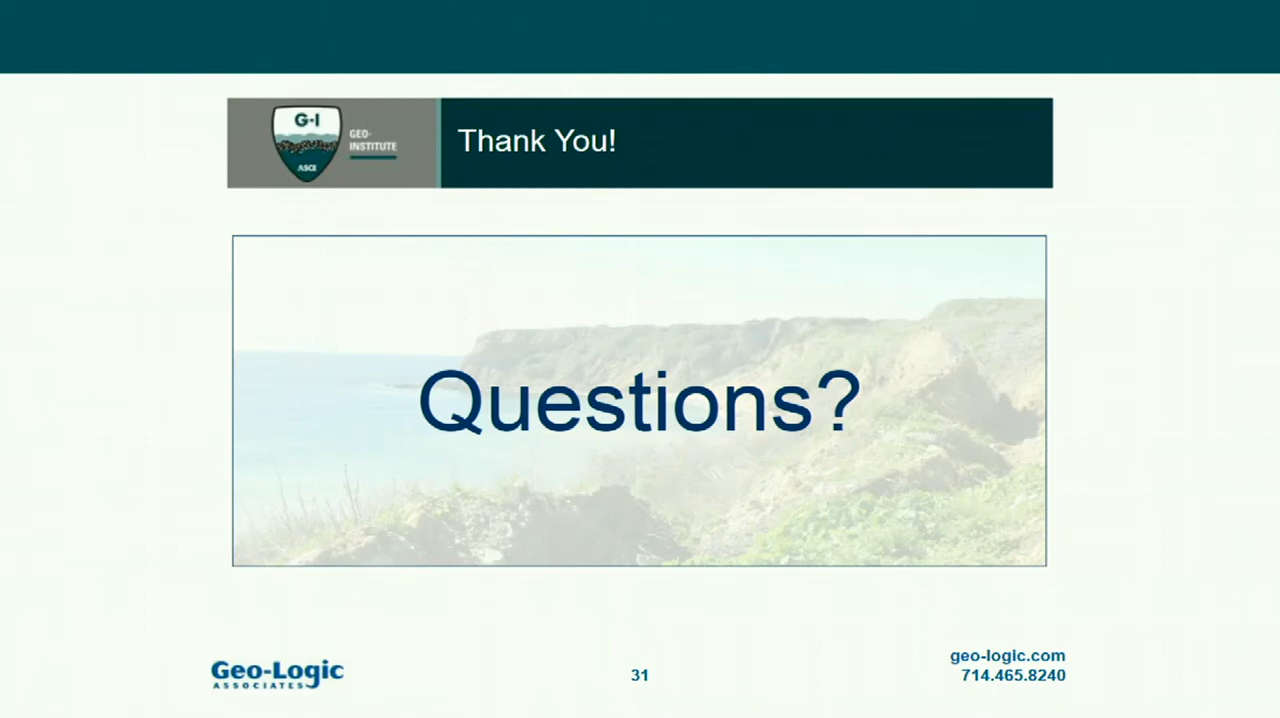 G-I
GEO-
INSTITUTE
ASCE
Thank You!
Questions?
Geo-Logic
ASSOCIATES
31
geo-logic.com
714.465.8240